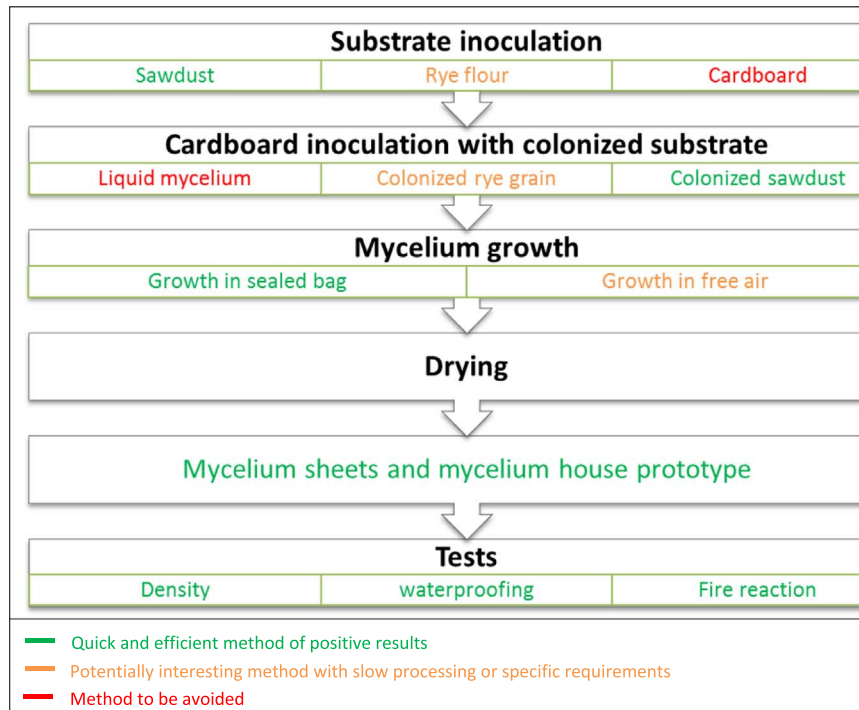 Substrate inoculation
Sawdust Rye flour Cardboard
Cardboard inoculation with colonized substrate
Liquid mycelium Colonized rye grain Colonized sawdust
Mycelium growth
Growth in sealed bag Growth in free air
Drying
Mycelium sheets and mycelium house prototype
Tests
Density waterproofing Fire reaction
Quick and efficient method of positive results
Potentially interesting method with slow processing or specific requirements
Method to be avoided